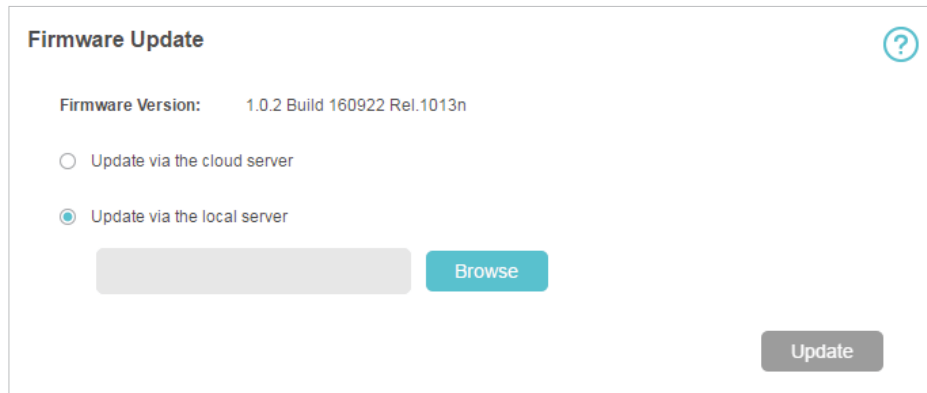 Firmware Update
?
Firmware Version: 1.0.2 Build 160922 Rel.1013n
Update via the cloud server
Update via the local server
Browse
Update